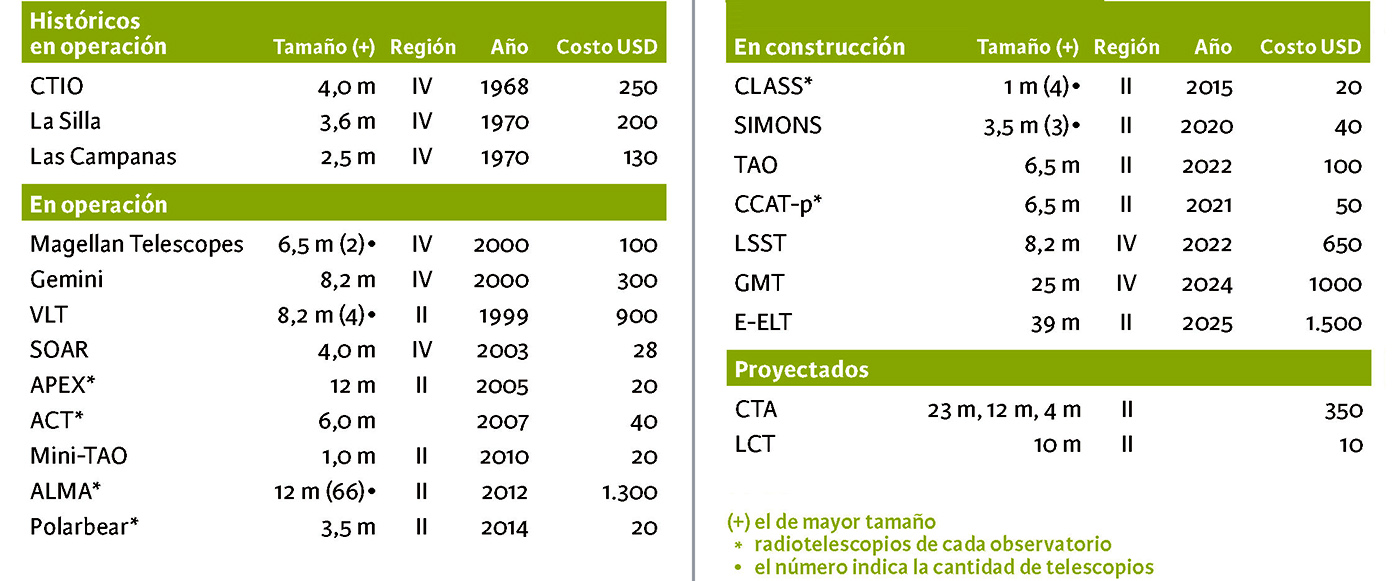 Históricos
en operación Tamaño (+) Región Año Costo USD
CTIO 4,0 m IV 1968 250
La Silla 3,6 m IV 1970 200
Las Campanas 2,5 m IV 1970 130
En operación
Magellan Telescopes 6,5 m (2)• IV 2000 100
Gemini 8,2 m IV 2000 300
VLT 8,2 m (4)• II 1999 900
SOAR 4,0 m IV 2003 28
APEX* 12 m II 2005 20
ACT* 6,0 m 2007 40
Mini-TAO 1,0 m II 2010 20
ALMA* 12 m (66)• II 2012 1.300
Polarbear* 3,5 m II 2014 20
En construcción Tamaño (+) Región Año Costo USD
CLASS* 1 m (4)• II 2015 20
SIMONS 3,5 m (3)• II 2020 40
TAO 6,5 m II 2022 100
CCAT-p* 6,5 m II 2021 50
LSST 8,2 m IV 2022 650
GMT 25 m IV 2024 1000
E-ELT 39 m II 2025 1.500
Proyectados
CTA 23 m, 12 m, 4 m II 350
LCT 10 m II 10
(+) el de mayor tamaño
* radiotelescopios de cada observatorio
• el número indica la cantidad de telescopios